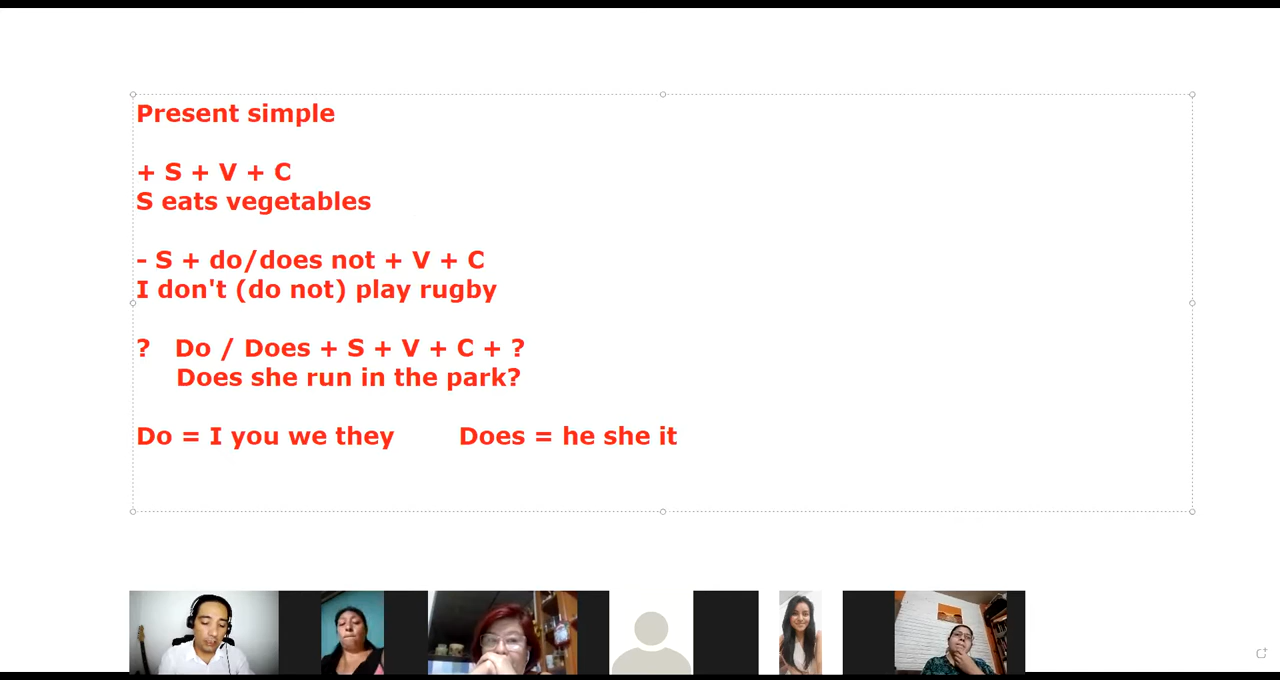 Present simple
+ S + V + C
S eats vegetables
- S + do/does not + V + C
I don't (do not) play rugby
?   Do / Does + S + V + C + ?
Does she run in the park?
Do = I you we they        Does = he she it